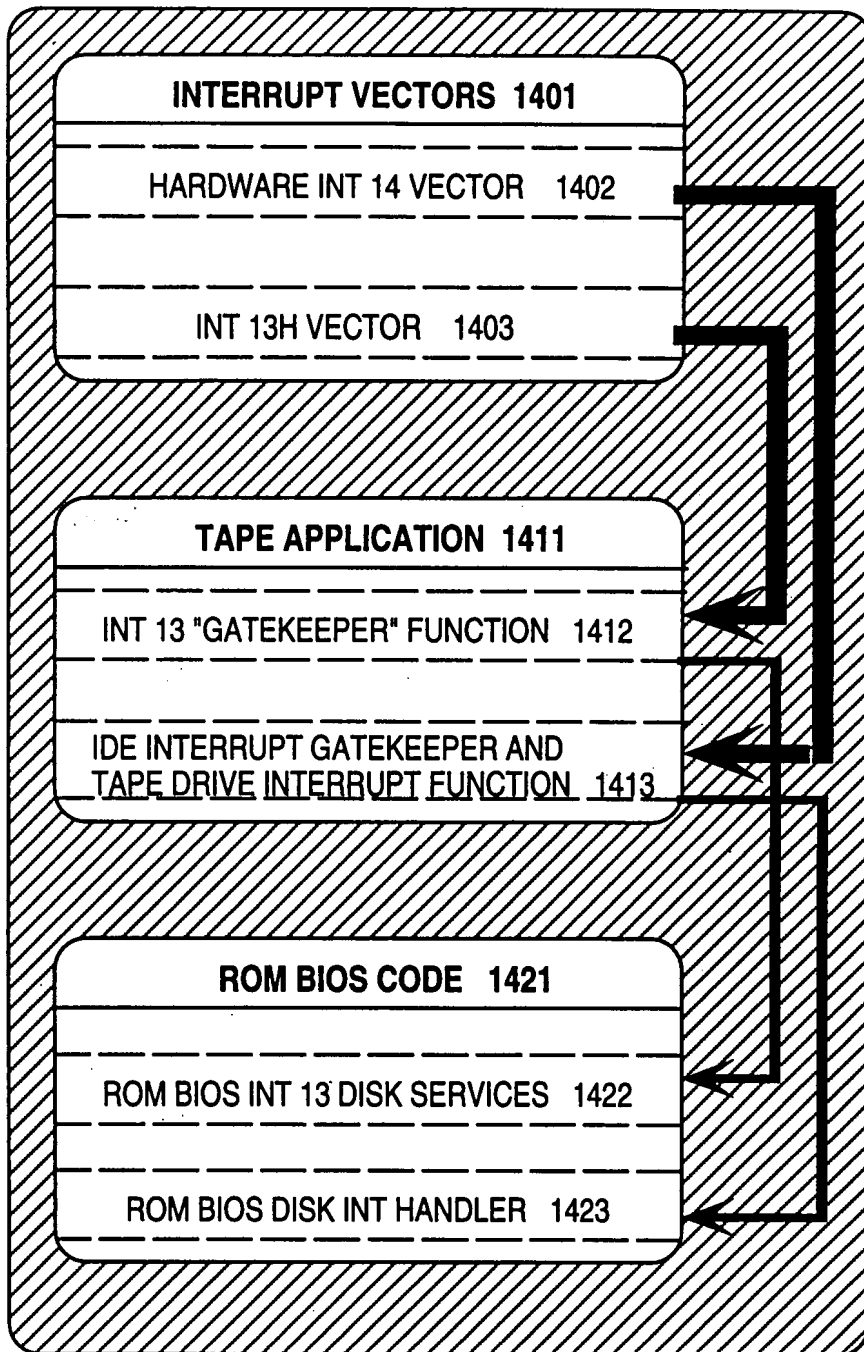 INTERRUPT VECTORS 1401
HARDWARE INT 14 VECTOR 1402
INT 13H VECTOR 1403
TAPE APPLICATION 1411
INT 13 "GATEKEEPER" FUNCTION 1412
IDE INTERRUPT GATEKEEPER AND
TAPE DRIVE INTERRUPT FUNCTION 1413
ROM BIOS CODE 1421
ROM BIOS INT 13 DISK SERVICES 1422
ROM BIOS DISK INT HANDLER 1423